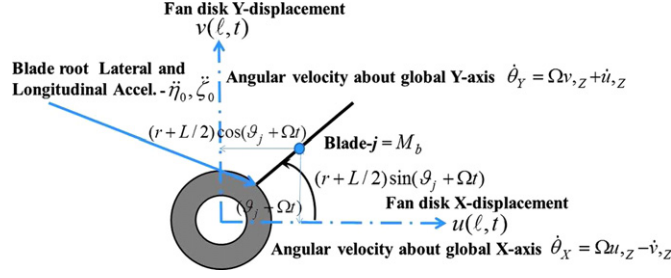 Fan disk Y-displacement
v(ℓ,t)
Blade root Lateral and
Longitudinal Accel. - η̈₀, ζ̈₀
Angular velocity about global Y-axis θ̇_Y = Ωv,_Z + u̇,_Z
(r + L/2)cos(ϑ_j + Ωt)
Blade-j = M_b
(r + L/2)sin(ϑ_j + Ωt)
(ϑ_j + Ωt)
Fan disk X-displacement
u(ℓ,t)
Angular velocity about global X-axis θ̇_X = Ωu,_Z − v̇,_Z